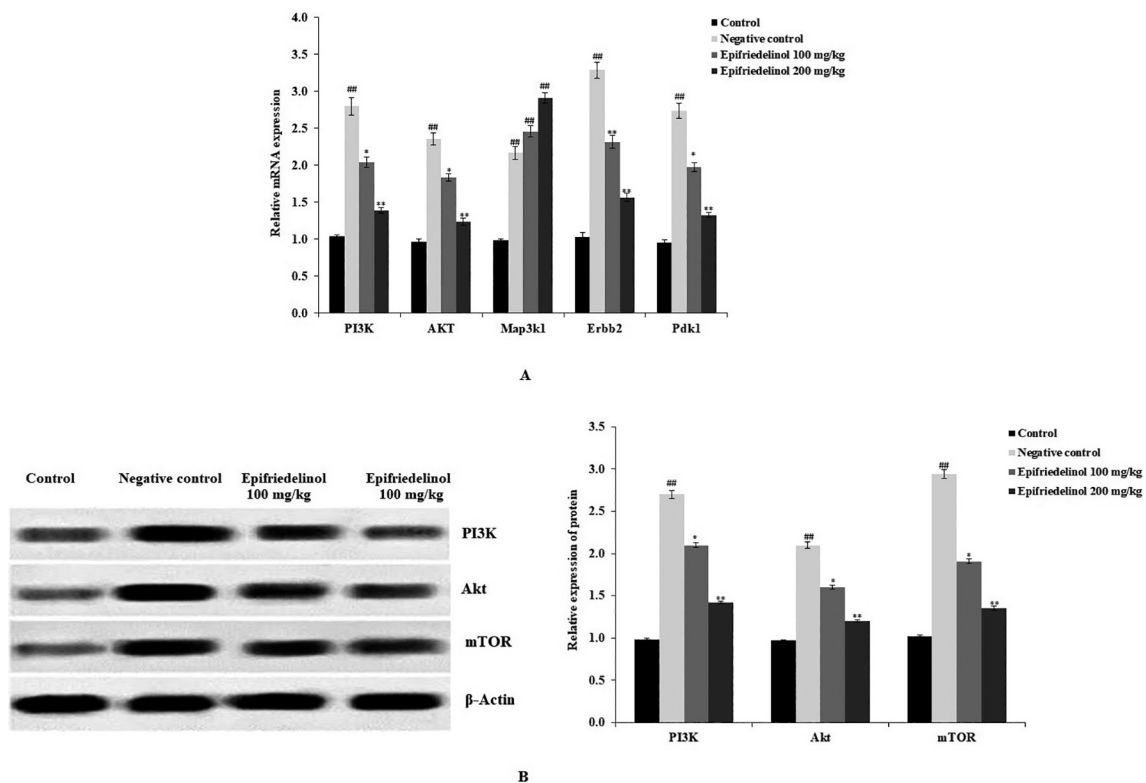 4.0
3.5
3.0
2.5
2.0
1.5
1.0
0.5
0.0
Relative mRNA expression
## * **
## * **
## ## ##
## ** **
## * **
PI3K AKT Map3k1 Erbb2 Pdk1
Control
Negative control
Epifriedelinol 100 mg/kg
Epifriedelinol 200 mg/kg
A
Control Negative control Epifriedelinol Epifriedelinol
100 mg/kg 100 mg/kg
PI3K
Akt
mTOR
β-Actin
3.5
3.0
2.5
2.0
1.5
1.0
0.5
0.0
Relative expression of protein
## * **
## * **
## * **
PI3K Akt mTOR
Control
Negative control
Epifriedelinol 100 mg/kg
Epifriedelinol 200 mg/kg
B